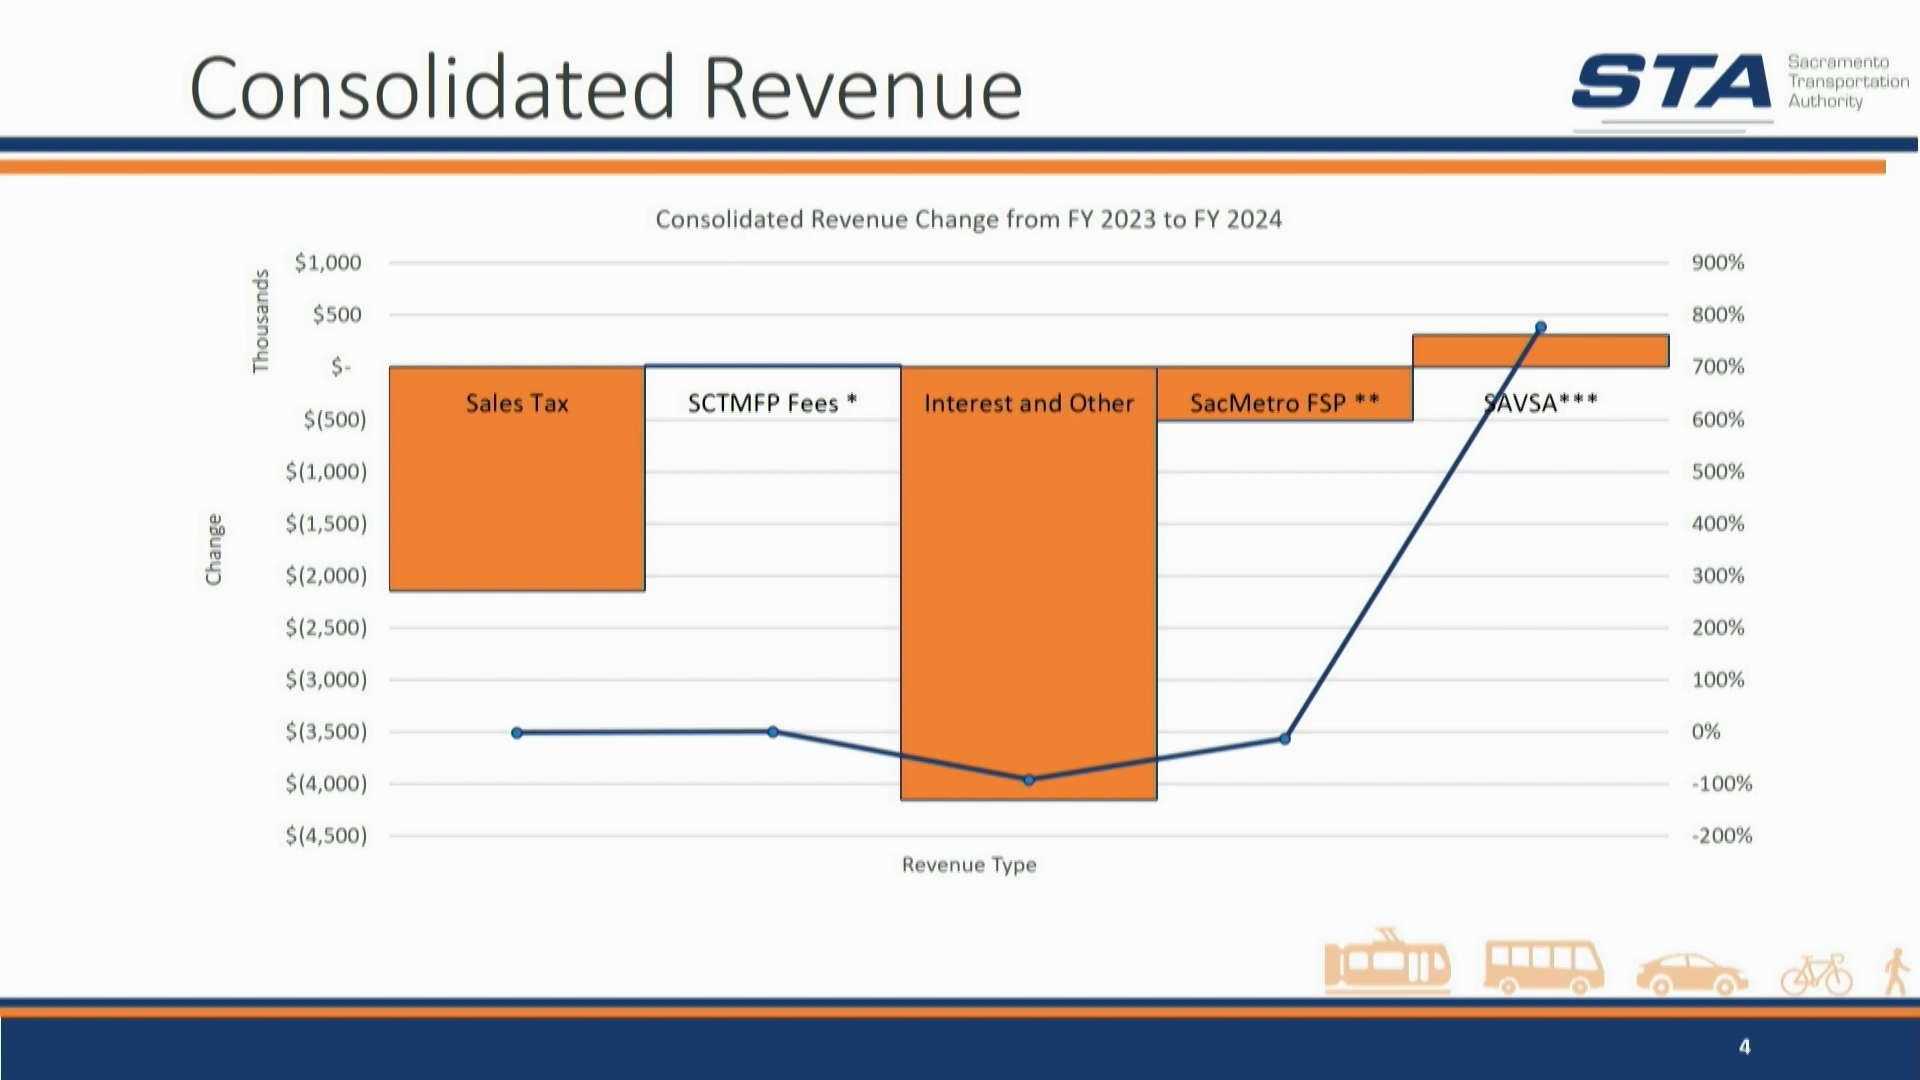 Consolidated Revenue
STA
Sacramento
Transportation
Authority
Consolidated Revenue Change from FY 2023 to FY 2024
Thousands
Change
$1,000
$500
$-
$(500)
$(1,000)
$(1,500)
$(2,000)
$(2,500)
$(3,000)
$(3,500)
$(4,000)
$(4,500)
Sales Tax
SCTMFP Fees *
Interest and Other
SacMetro FSP **
SAVSA***
900%
800%
700%
600%
500%
400%
300%
200%
100%
0%
-100%
-200%
Revenue Type
4